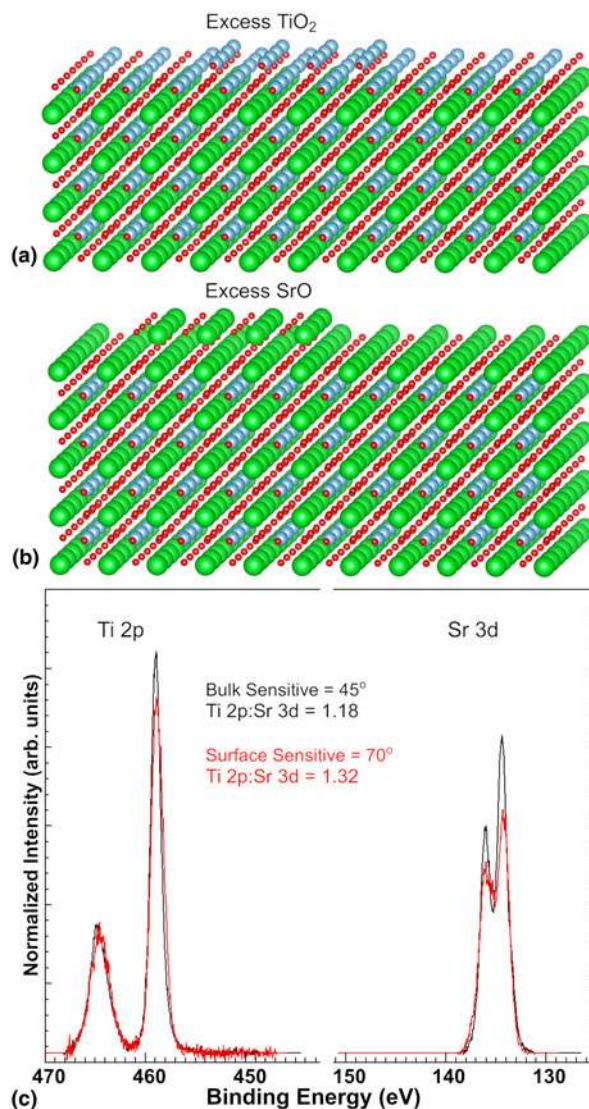 Excess TiO₂
(a)
Excess SrO
(b)
Ti 2p
Sr 3d
Bulk Sensitive = 45°
Ti 2p:Sr 3d = 1.18
Surface Sensitive = 70°
Ti 2p:Sr 3d = 1.32
Normalized Intensity (arb. units)
470 460 450 150 140 130
(c)
Binding Energy (eV)